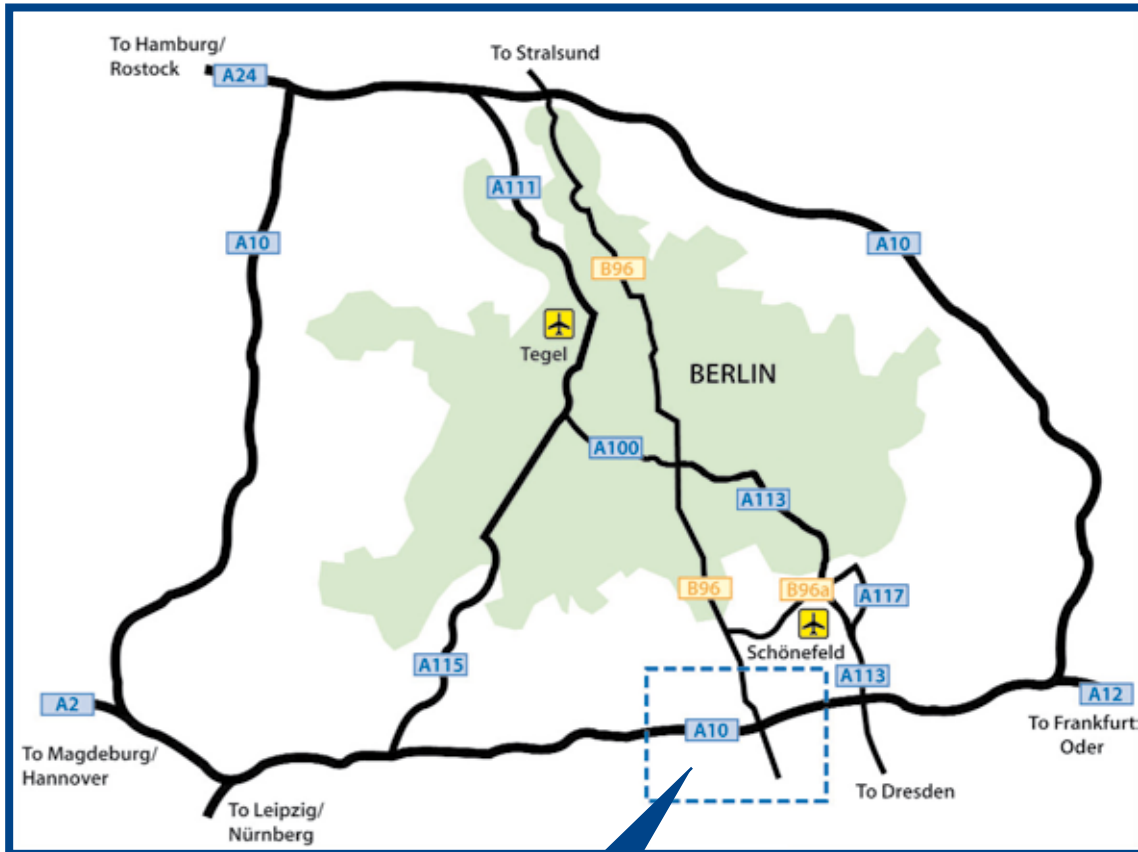 To Hamburg/
Rostock
A24
To Stralsund
A111
A10
A10
B96
Tegel
BERLIN
A100
A113
B96
B96a
A117
Schönefeld
A115
A113
A2
A10
A12
To Magdeburg/
Hannover
To Frankfurt:
Oder
To Leipzig/
Nürnberg
To Dresden